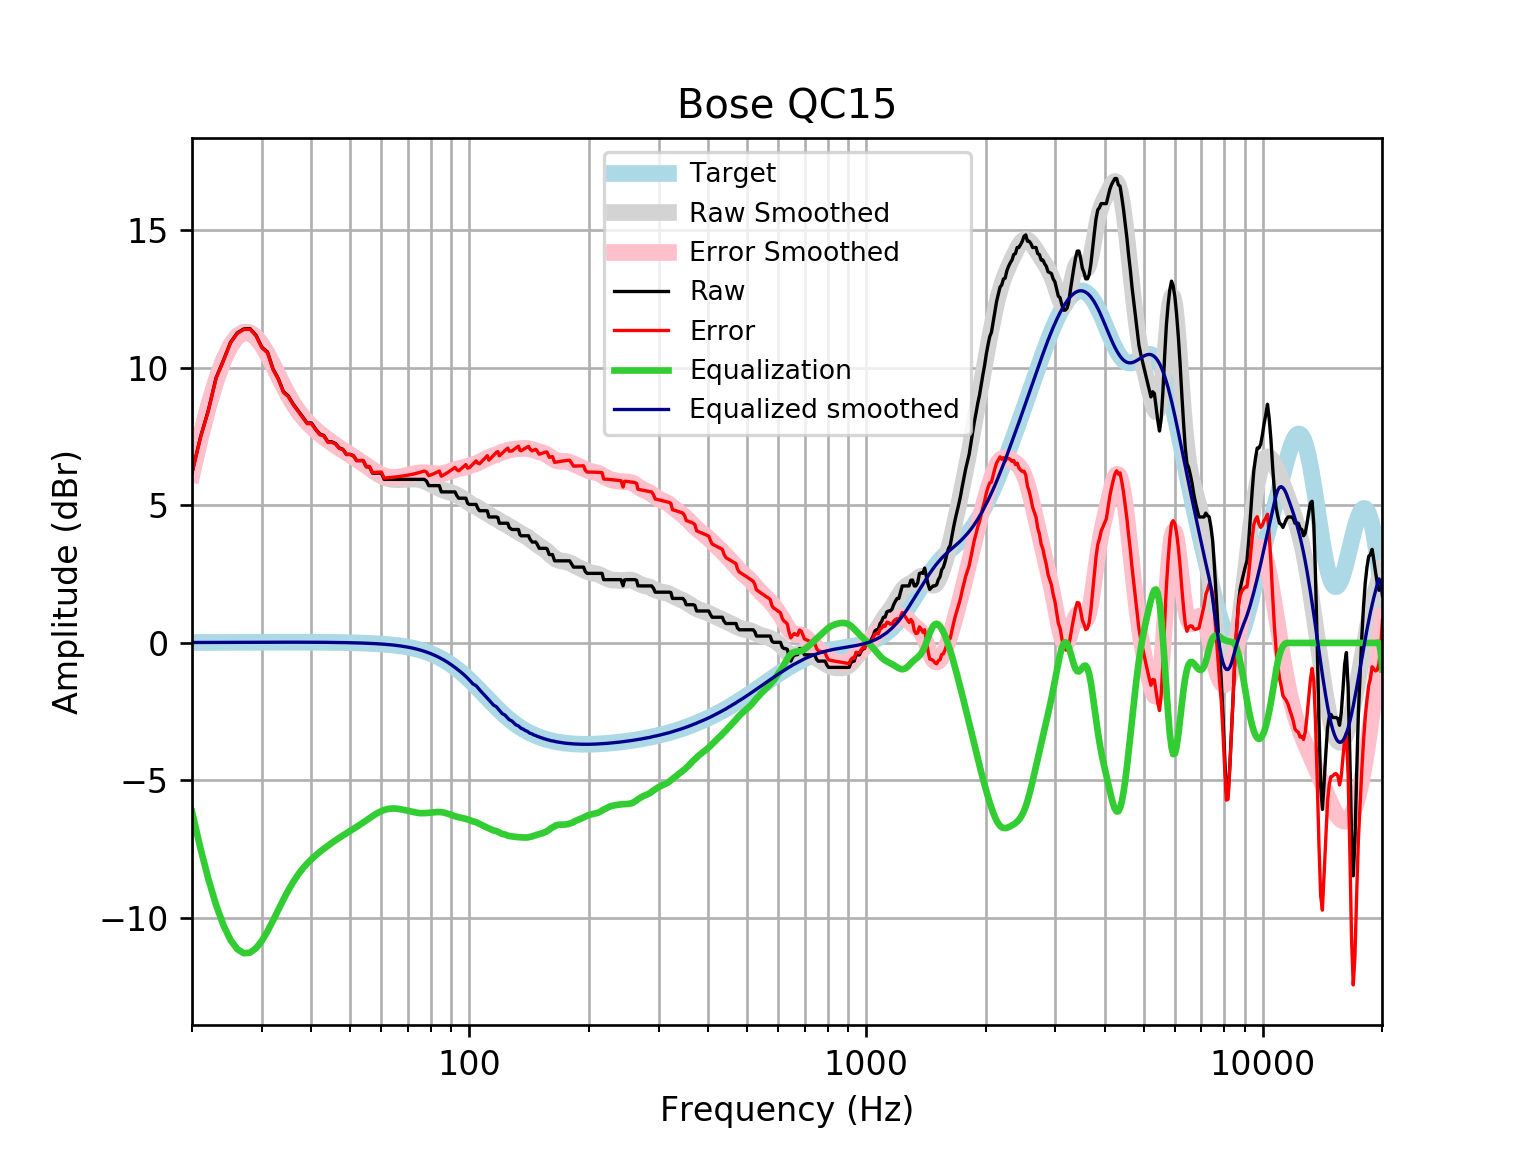 Bose QC15
Target
Raw Smoothed
Error Smoothed
Raw
Error
Equalization
Equalized smoothed
15
10
5
0
−5
−10
Amplitude (dBr)
100
1000
10000
Frequency (Hz)